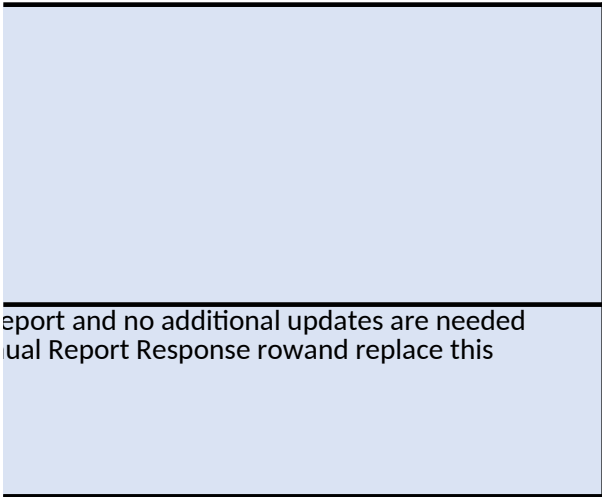 eport and no additional updates are needed
ual Report Response rowand replace this